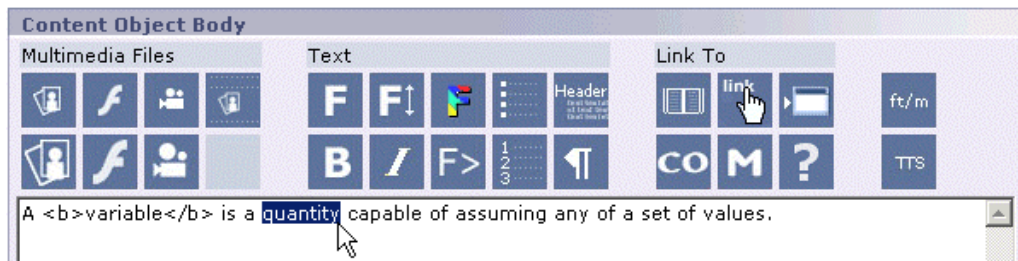 Content Object Body
Multimedia Files Text Link To
F F F Header link ft/m
B I F> 1 2 3 ¶ CO M ? TTS
A <b>variable</b> is a quantity capable of assuming any of a set of values.